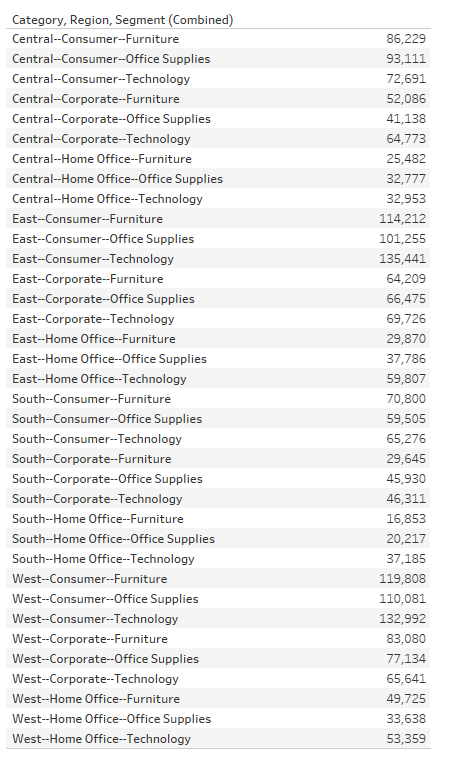 Category, Region, Segment (Combined)
Central--Consumer--Furniture 86,229
Central--Consumer--Office Supplies 93,111
Central--Consumer--Technology 72,691
Central--Corporate--Furniture 52,086
Central--Corporate--Office Supplies 41,138
Central--Corporate--Technology 64,773
Central--Home Office--Furniture 25,482
Central--Home Office--Office Supplies 32,777
Central--Home Office--Technology 32,953
East--Consumer--Furniture 114,212
East--Consumer--Office Supplies 101,255
East--Consumer--Technology 135,441
East--Corporate--Furniture 64,209
East--Corporate--Office Supplies 66,475
East--Corporate--Technology 69,726
East--Home Office--Furniture 29,870
East--Home Office--Office Supplies 37,786
East--Home Office--Technology 59,807
South--Consumer--Furniture 70,800
South--Consumer--Office Supplies 59,505
South--Consumer--Technology 65,276
South--Corporate--Furniture 29,645
South--Corporate--Office Supplies 45,930
South--Corporate--Technology 46,311
South--Home Office--Furniture 16,853
South--Home Office--Office Supplies 20,217
South--Home Office--Technology 37,185
West--Consumer--Furniture 119,808
West--Consumer--Office Supplies 110,081
West--Consumer--Technology 132,992
West--Corporate--Furniture 83,080
West--Corporate--Office Supplies 77,134
West--Corporate--Technology 65,641
West--Home Office--Furniture 49,725
West--Home Office--Office Supplies 33,638
West--Home Office--Technology 53,359